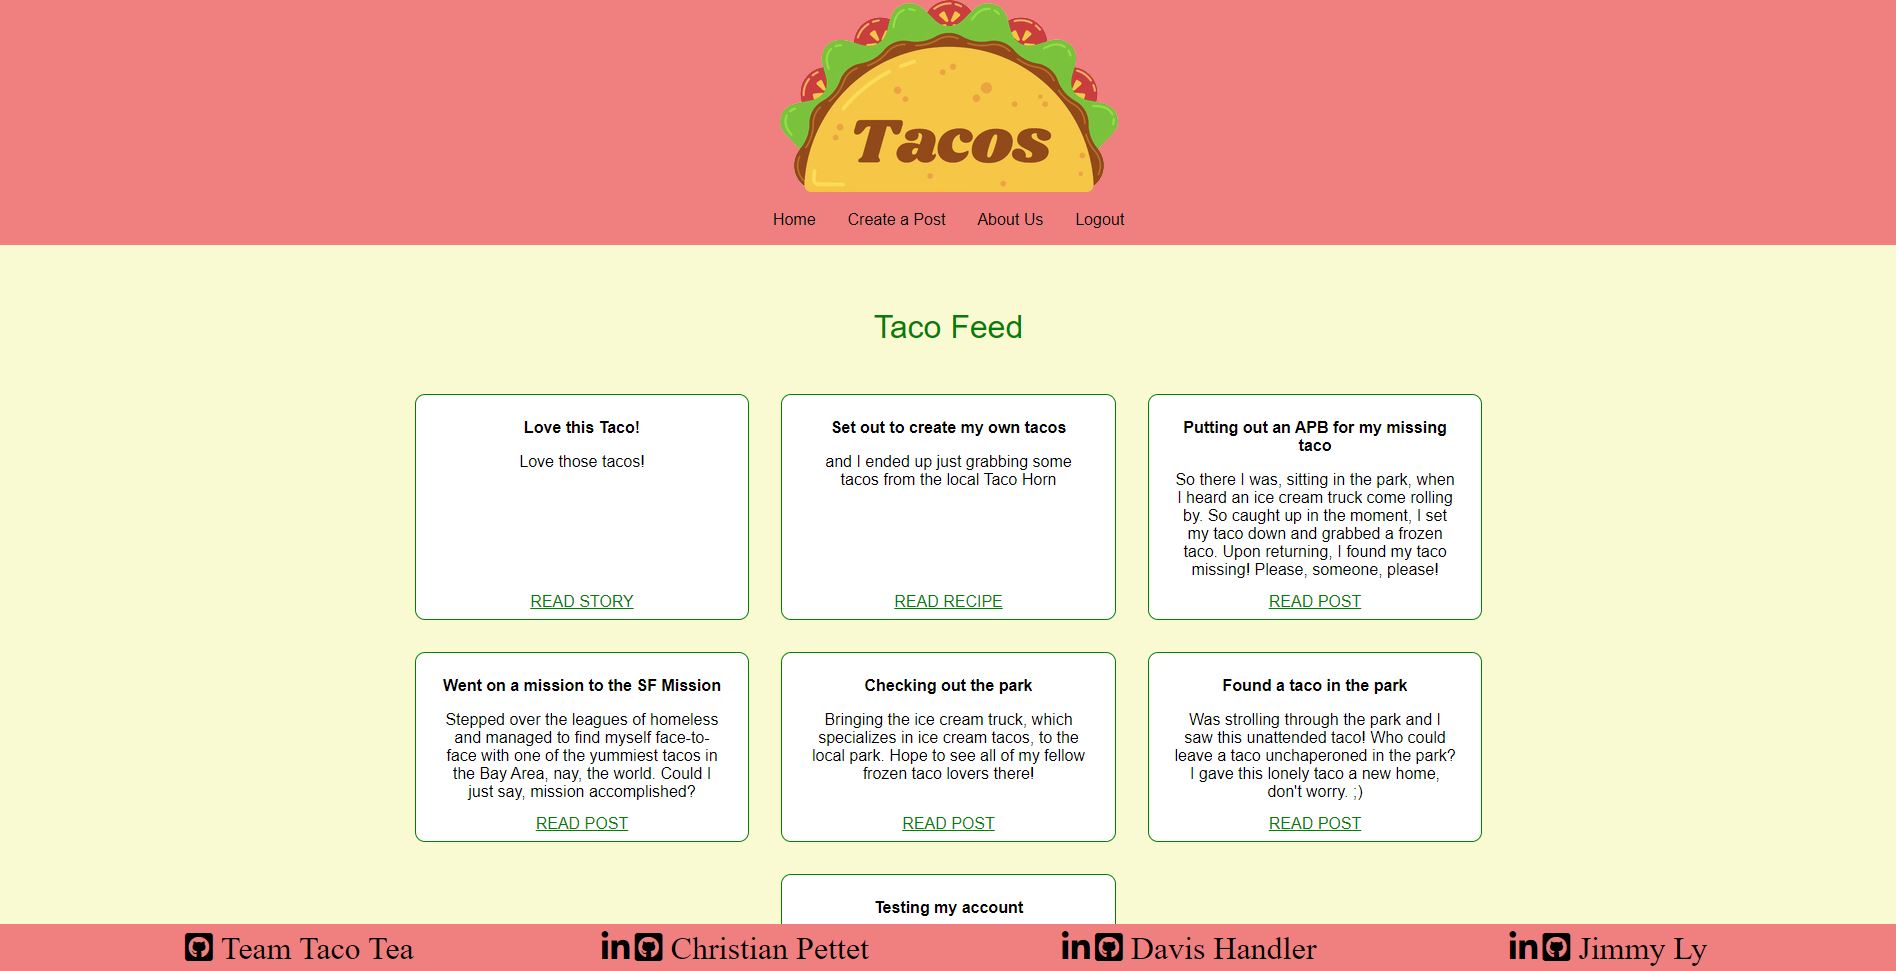 Tacos
Home Create a Post About Us Logout
Taco Feed
Love this Taco!
Love those tacos!
READ STORY
Set out to create my own tacos
and I ended up just grabbing some
tacos from the local Taco Horn
READ RECIPE
Putting out an APB for my missing
taco
So there I was, sitting in the park, when
I heard an ice cream truck come rolling
by. So caught up in the moment, I set
my taco down and grabbed a frozen
taco. Upon returning, I found my taco
missing! Please, someone, please!
READ POST
Went on a mission to the SF Mission
Stepped over the leagues of homeless
and managed to find myself face-to-
face with one of the yummiest tacos in
the Bay Area, nay, the world. Could I
just say, mission accomplished?
READ POST
Checking out the park
Bringing the ice cream truck, which
specializes in ice cream tacos, to the
local park. Hope to see all of my fellow
frozen taco lovers there!
READ POST
Found a taco in the park
Was strolling through the park and I
saw this unattended taco! Who could
leave a taco unchaperoned in the park?
I gave this lonely taco a new home,
don't worry. ;)
READ POST
Testing my account
Team Taco Tea in Christian Pettet in Davis Handler in Jimmy Ly